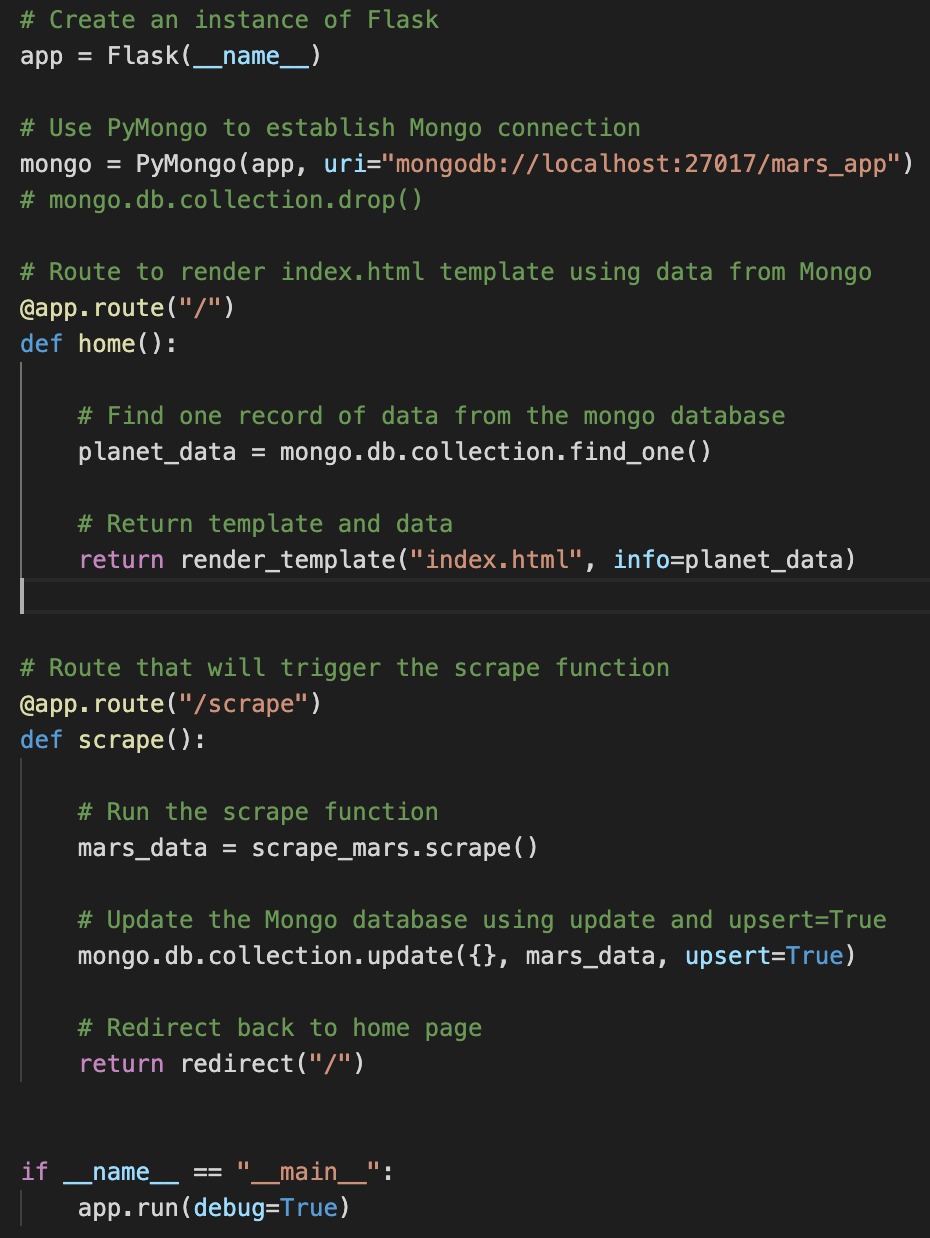 # Create an instance of Flask
app = Flask(__name__)
# Use PyMongo to establish Mongo connection
mongo = PyMongo(app, uri="mongodb://localhost:27017/mars_app")
# mongo.db.collection.drop()
# Route to render index.html template using data from Mongo
@app.route("/")
def home():
    # Find one record of data from the mongo database
    planet_data = mongo.db.collection.find_one()
    # Return template and data
    return render_template("index.html", info=planet_data)
# Route that will trigger the scrape function
@app.route("/scrape")
def scrape():
    # Run the scrape function
    mars_data = scrape_mars.scrape()
    # Update the Mongo database using update and upsert=True
    mongo.db.collection.update({}, mars_data, upsert=True)
    # Redirect back to home page
    return redirect("/")
if __name__ == "__main__":
    app.run(debug=True)